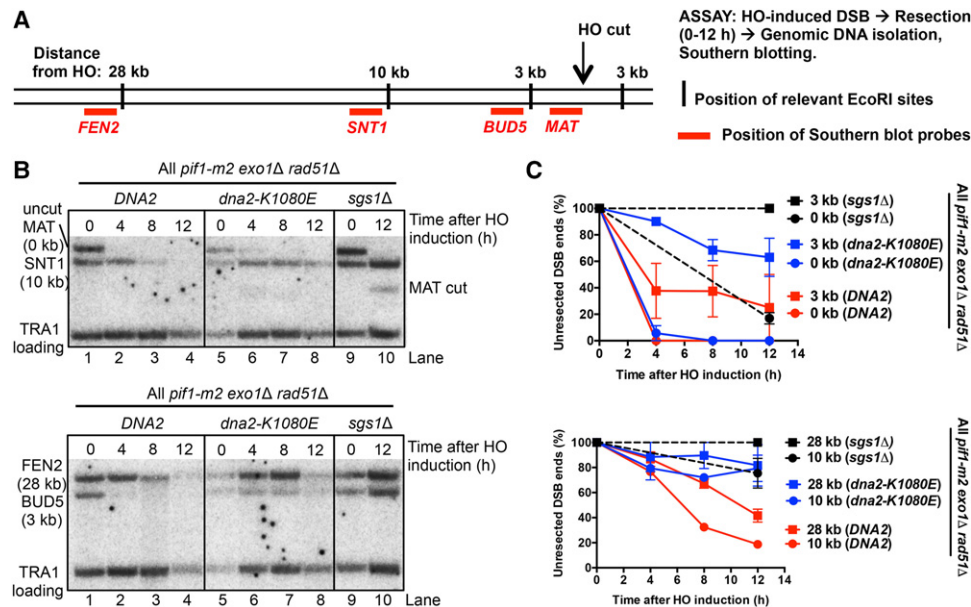 A
Distance
from HO: 28 kb
10 kb
3 kb
3 kb
HO cut
FEN2
SNT1
BUD5
MAT
ASSAY: HO-induced DSB → Resection
(0-12 h) → Genomic DNA isolation,
Southern blotting.
Position of relevant EcoRI sites
Position of Southern blot probes
B
All pif1-m2 exo1Δ rad51Δ
DNA2 dna2-K1080E sgs1Δ
0 4 8 12 0 4 8 12 0 12 Time after HO
induction (h)
uncut
MAT
(0 kb)
SNT1
(10 kb)
MAT cut
TRA1
loading
1 2 3 4 5 6 7 8 9 10 Lane
All pif1-m2 exo1Δ rad51Δ
DNA2 dna2-K1080E sgs1Δ
0 4 8 12 0 4 8 12 0 12 Time after HO
induction (h)
FEN2
(28 kb)
BUD5
(3 kb)
TRA1
loading
1 2 3 4 5 6 7 8 9 10 Lane
C
Unresected DSB ends (%)
100
80
60
40
20
0
0 2 4 6 8 10 12 14
Time after HO induction (h)
3 kb (sgs1Δ)
0 kb (sgs1Δ)
3 kb (dna2-K1080E)
0 kb (dna2-K1080E)
3 kb (DNA2)
0 kb (DNA2)
All pif1-m2 exo1Δ rad51Δ
Unresected DSB ends (%)
100
80
60
40
20
0
0 2 4 6 8 10 12 14
Time after HO induction (h)
28 kb (sgs1Δ)
10 kb (sgs1Δ)
28 kb (dna2-K1080E)
10 kb (dna2-K1080E)
28 kb (DNA2)
10 kb (DNA2)
All pif1-m2 exo1Δ rad51Δ